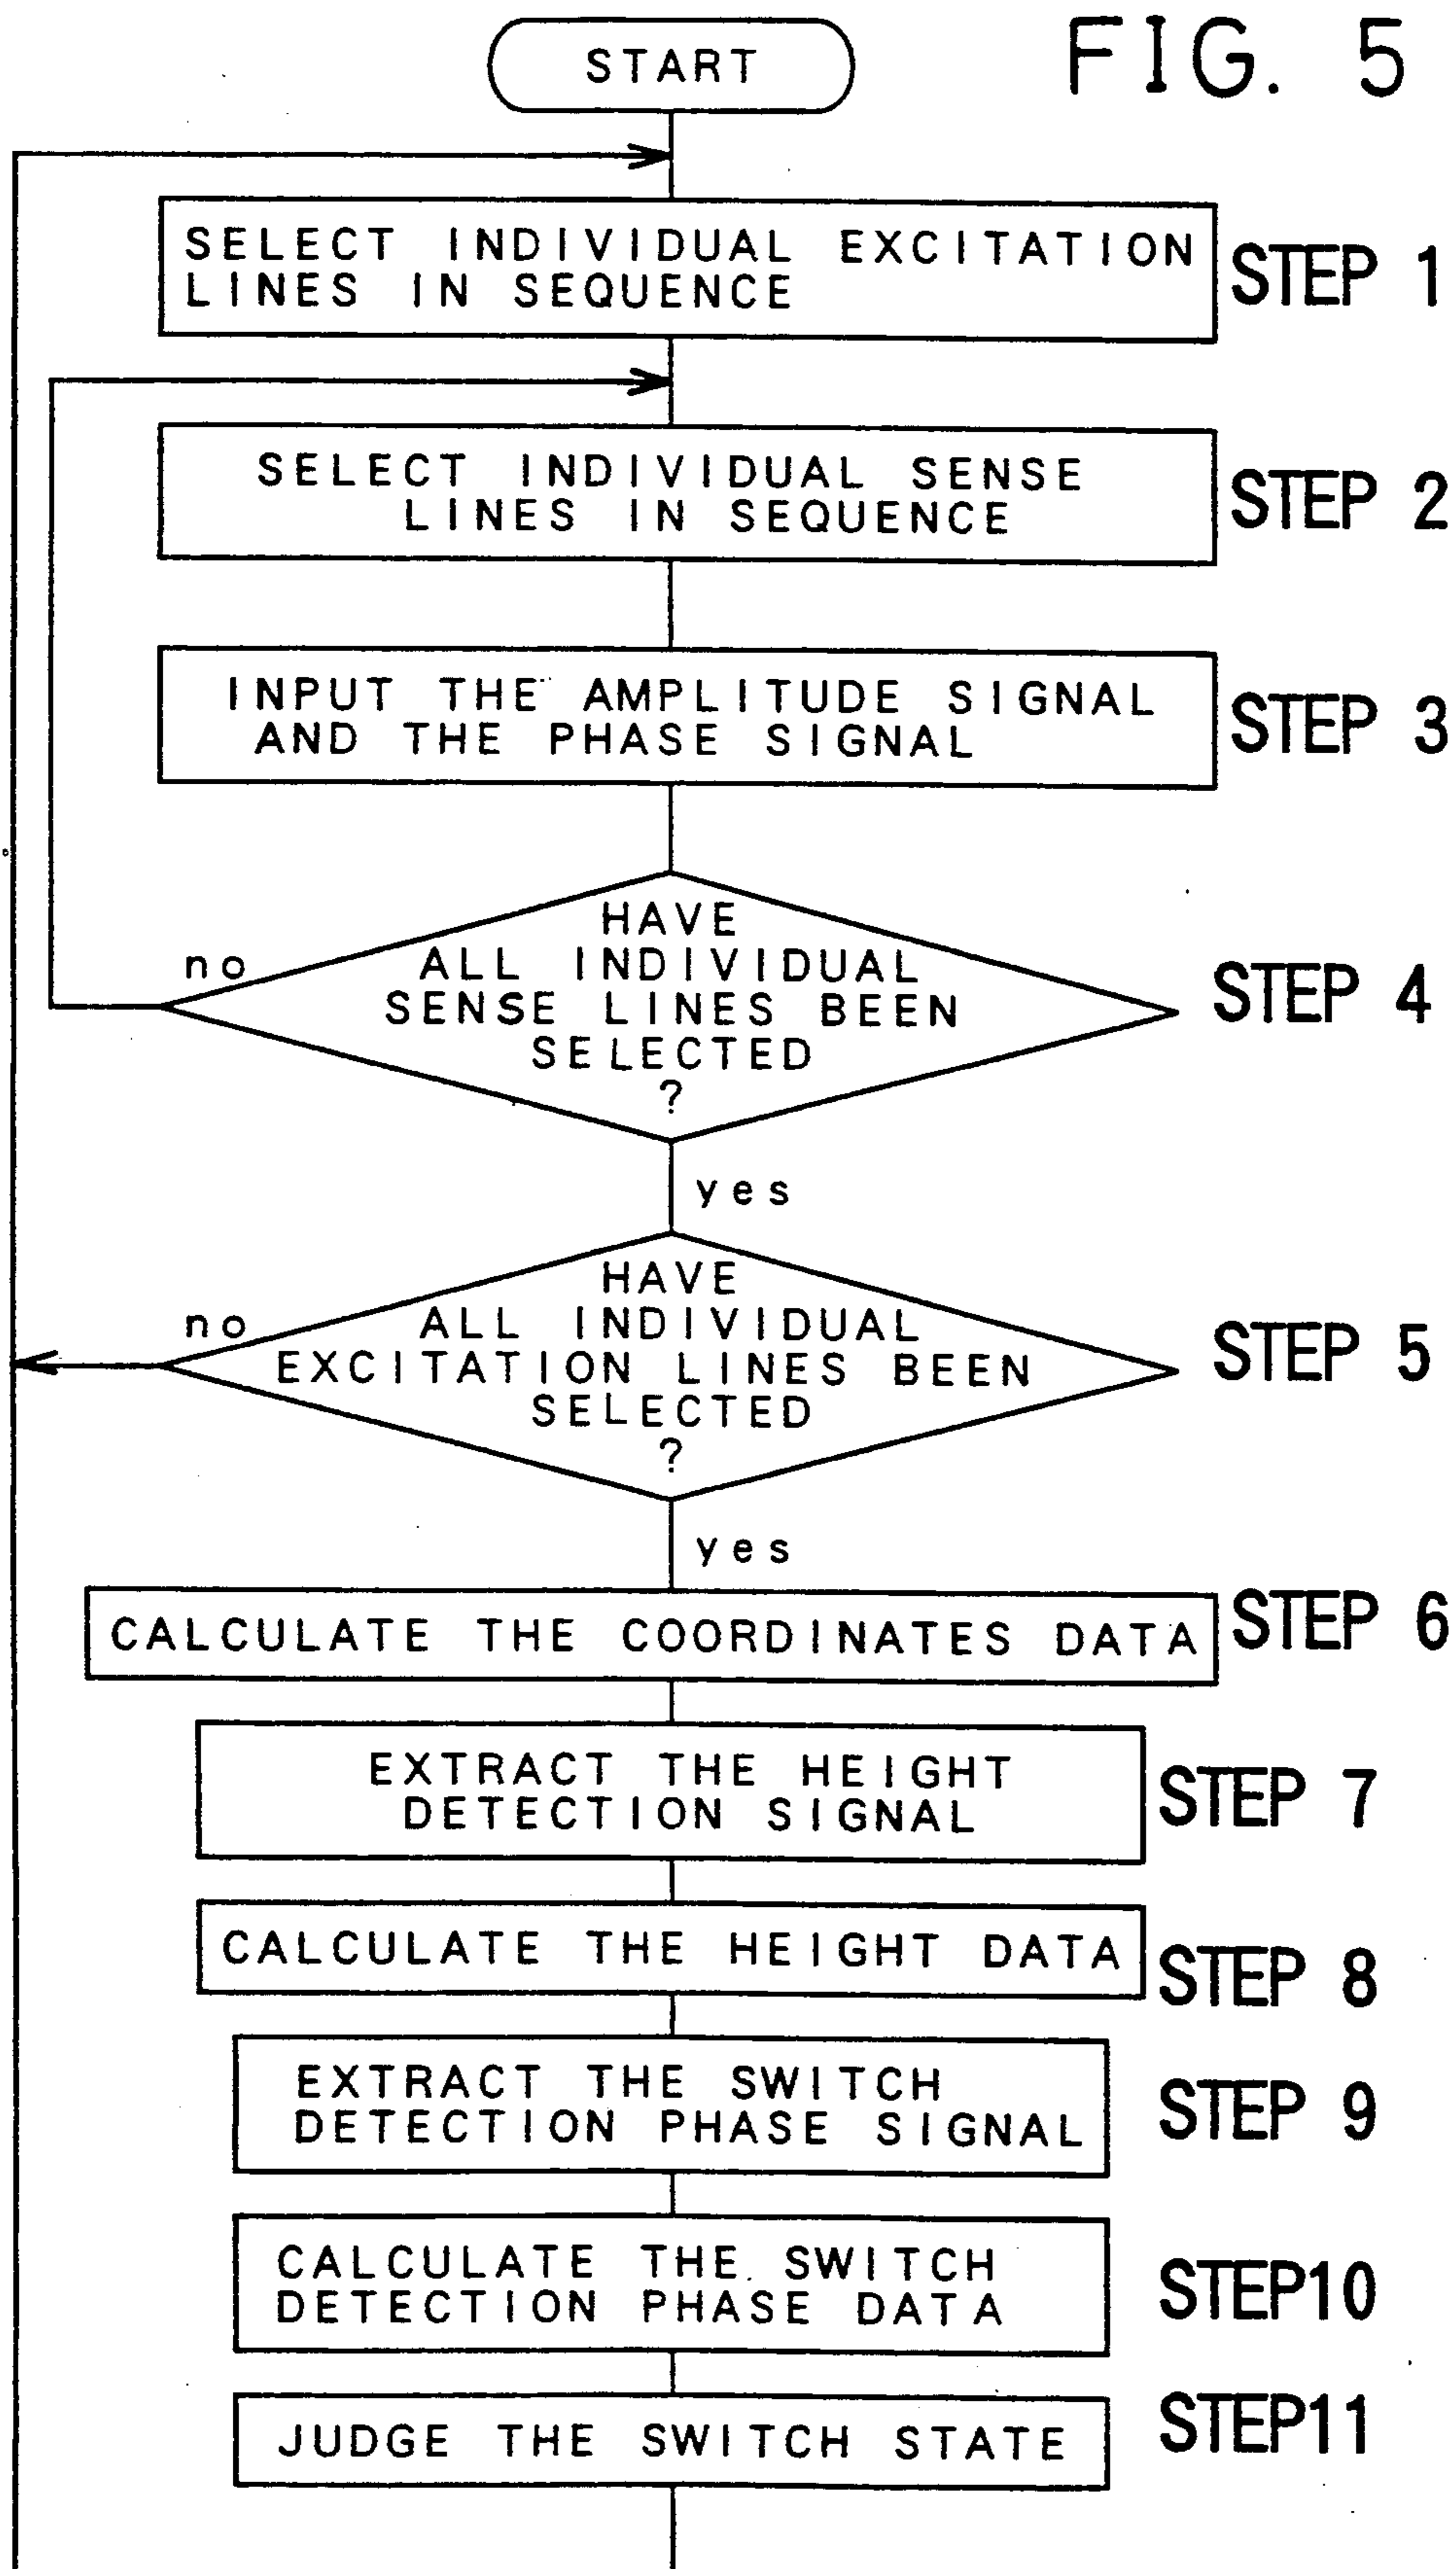 FIG. 5
START
SELECT INDIVIDUAL EXCITATION
LINES IN SEQUENCE
STEP 1
SELECT INDIVIDUAL SENSE
LINES IN SEQUENCE
STEP 2
INPUT THE AMPLITUDE SIGNAL
AND THE PHASE SIGNAL
STEP 3
HAVE
ALL INDIVIDUAL
SENSE LINES BEEN
SELECTED
?
no
STEP 4
yes
HAVE
ALL INDIVIDUAL
EXCITATION LINES BEEN
SELECTED
?
no
STEP 5
yes
CALCULATE THE COORDINATES DATA
STEP 6
EXTRACT THE HEIGHT
DETECTION SIGNAL
STEP 7
CALCULATE THE HEIGHT DATA
STEP 8
EXTRACT THE SWITCH
DETECTION PHASE SIGNAL
STEP 9
CALCULATE THE SWITCH
DETECTION PHASE DATA
STEP10
JUDGE THE SWITCH STATE
STEP11